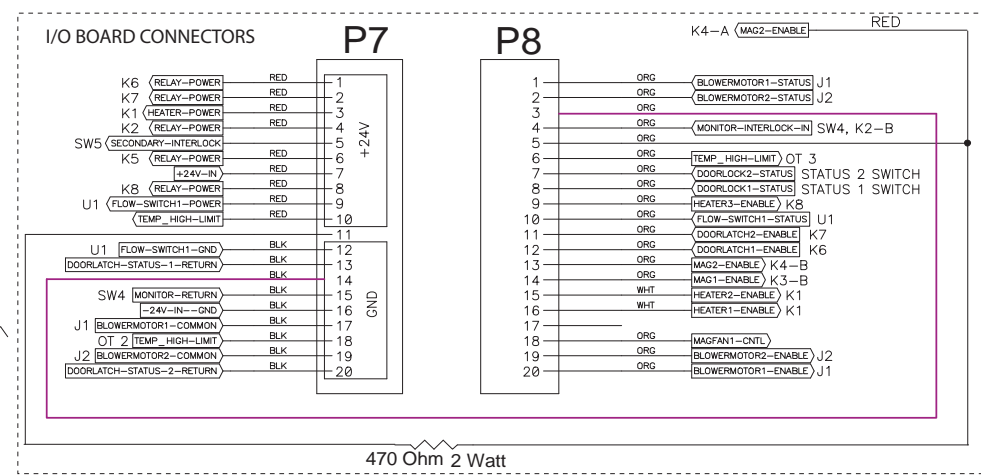 RED
K4-A MAG2-ENABLE
I/O BOARD CONNECTORS
P7
P8
K6 RELAY-POWER RED 1
K7 RELAY-POWER RED 2
K1 HEATER-POWER RED 3
K2 RELAY-POWER RED 4
SW5 SECONDARY-INTERLOCK 5
K5 RELAY-POWER RED 6
+24V-IN RED 7
K8 RELAY-POWER RED 8
U1 FLOW-SWITCH1-POWER RED 9
TEMP_HIGH-LIMIT RED 10
+24V
11
U1 FLOW-SWITCH1-GND BLK 12
DOORLATCH-STATUS-1-RETURN BLK 13
BLK 14
SW4 MONITOR-RETURN BLK 15
-24V-IN--GND BLK 16
J1 BLOWERMOTOR1-COMMON BLK 17
OT 2 TEMP_HIGH-LIMIT BLK 18
J2 BLOWERMOTOR2-COMMON BLK 19
DOORLATCH-STATUS-2-RETURN BLK 20
GND
1 ORG BLOWERMOTOR1-STATUS J1
2 ORG BLOWERMOTOR2-STATUS J2
3 ORG
4 ORG MONITOR-INTERLOCK-IN SW4, K2-B
5 ORG
6 ORG TEMP_HIGH-LIMIT OT 3
7 ORG DOORLOCK2-STATUS STATUS 2 SWITCH
8 ORG DOORLOCK1-STATUS STATUS 1 SWITCH
9 ORG HEATER3-ENABLE K8
10 ORG FLOW-SWITCH1-STATUS U1
11 ORG DOORLATCH2-ENABLE K7
12 ORG DOORLATCH1-ENABLE K6
13 ORG MAG2-ENABLE K4-B
14 ORG MAG1-ENABLE K3-B
15 WHT HEATER2-ENABLE K1
16 WHT HEATER1-ENABLE K1
17
18 ORG MAGFAN1-CNTL
19 ORG BLOWERMOTOR2-ENABLE J2
20 ORG BLOWERMOTOR1-ENABLE J1
470 Ohm 2 Watt